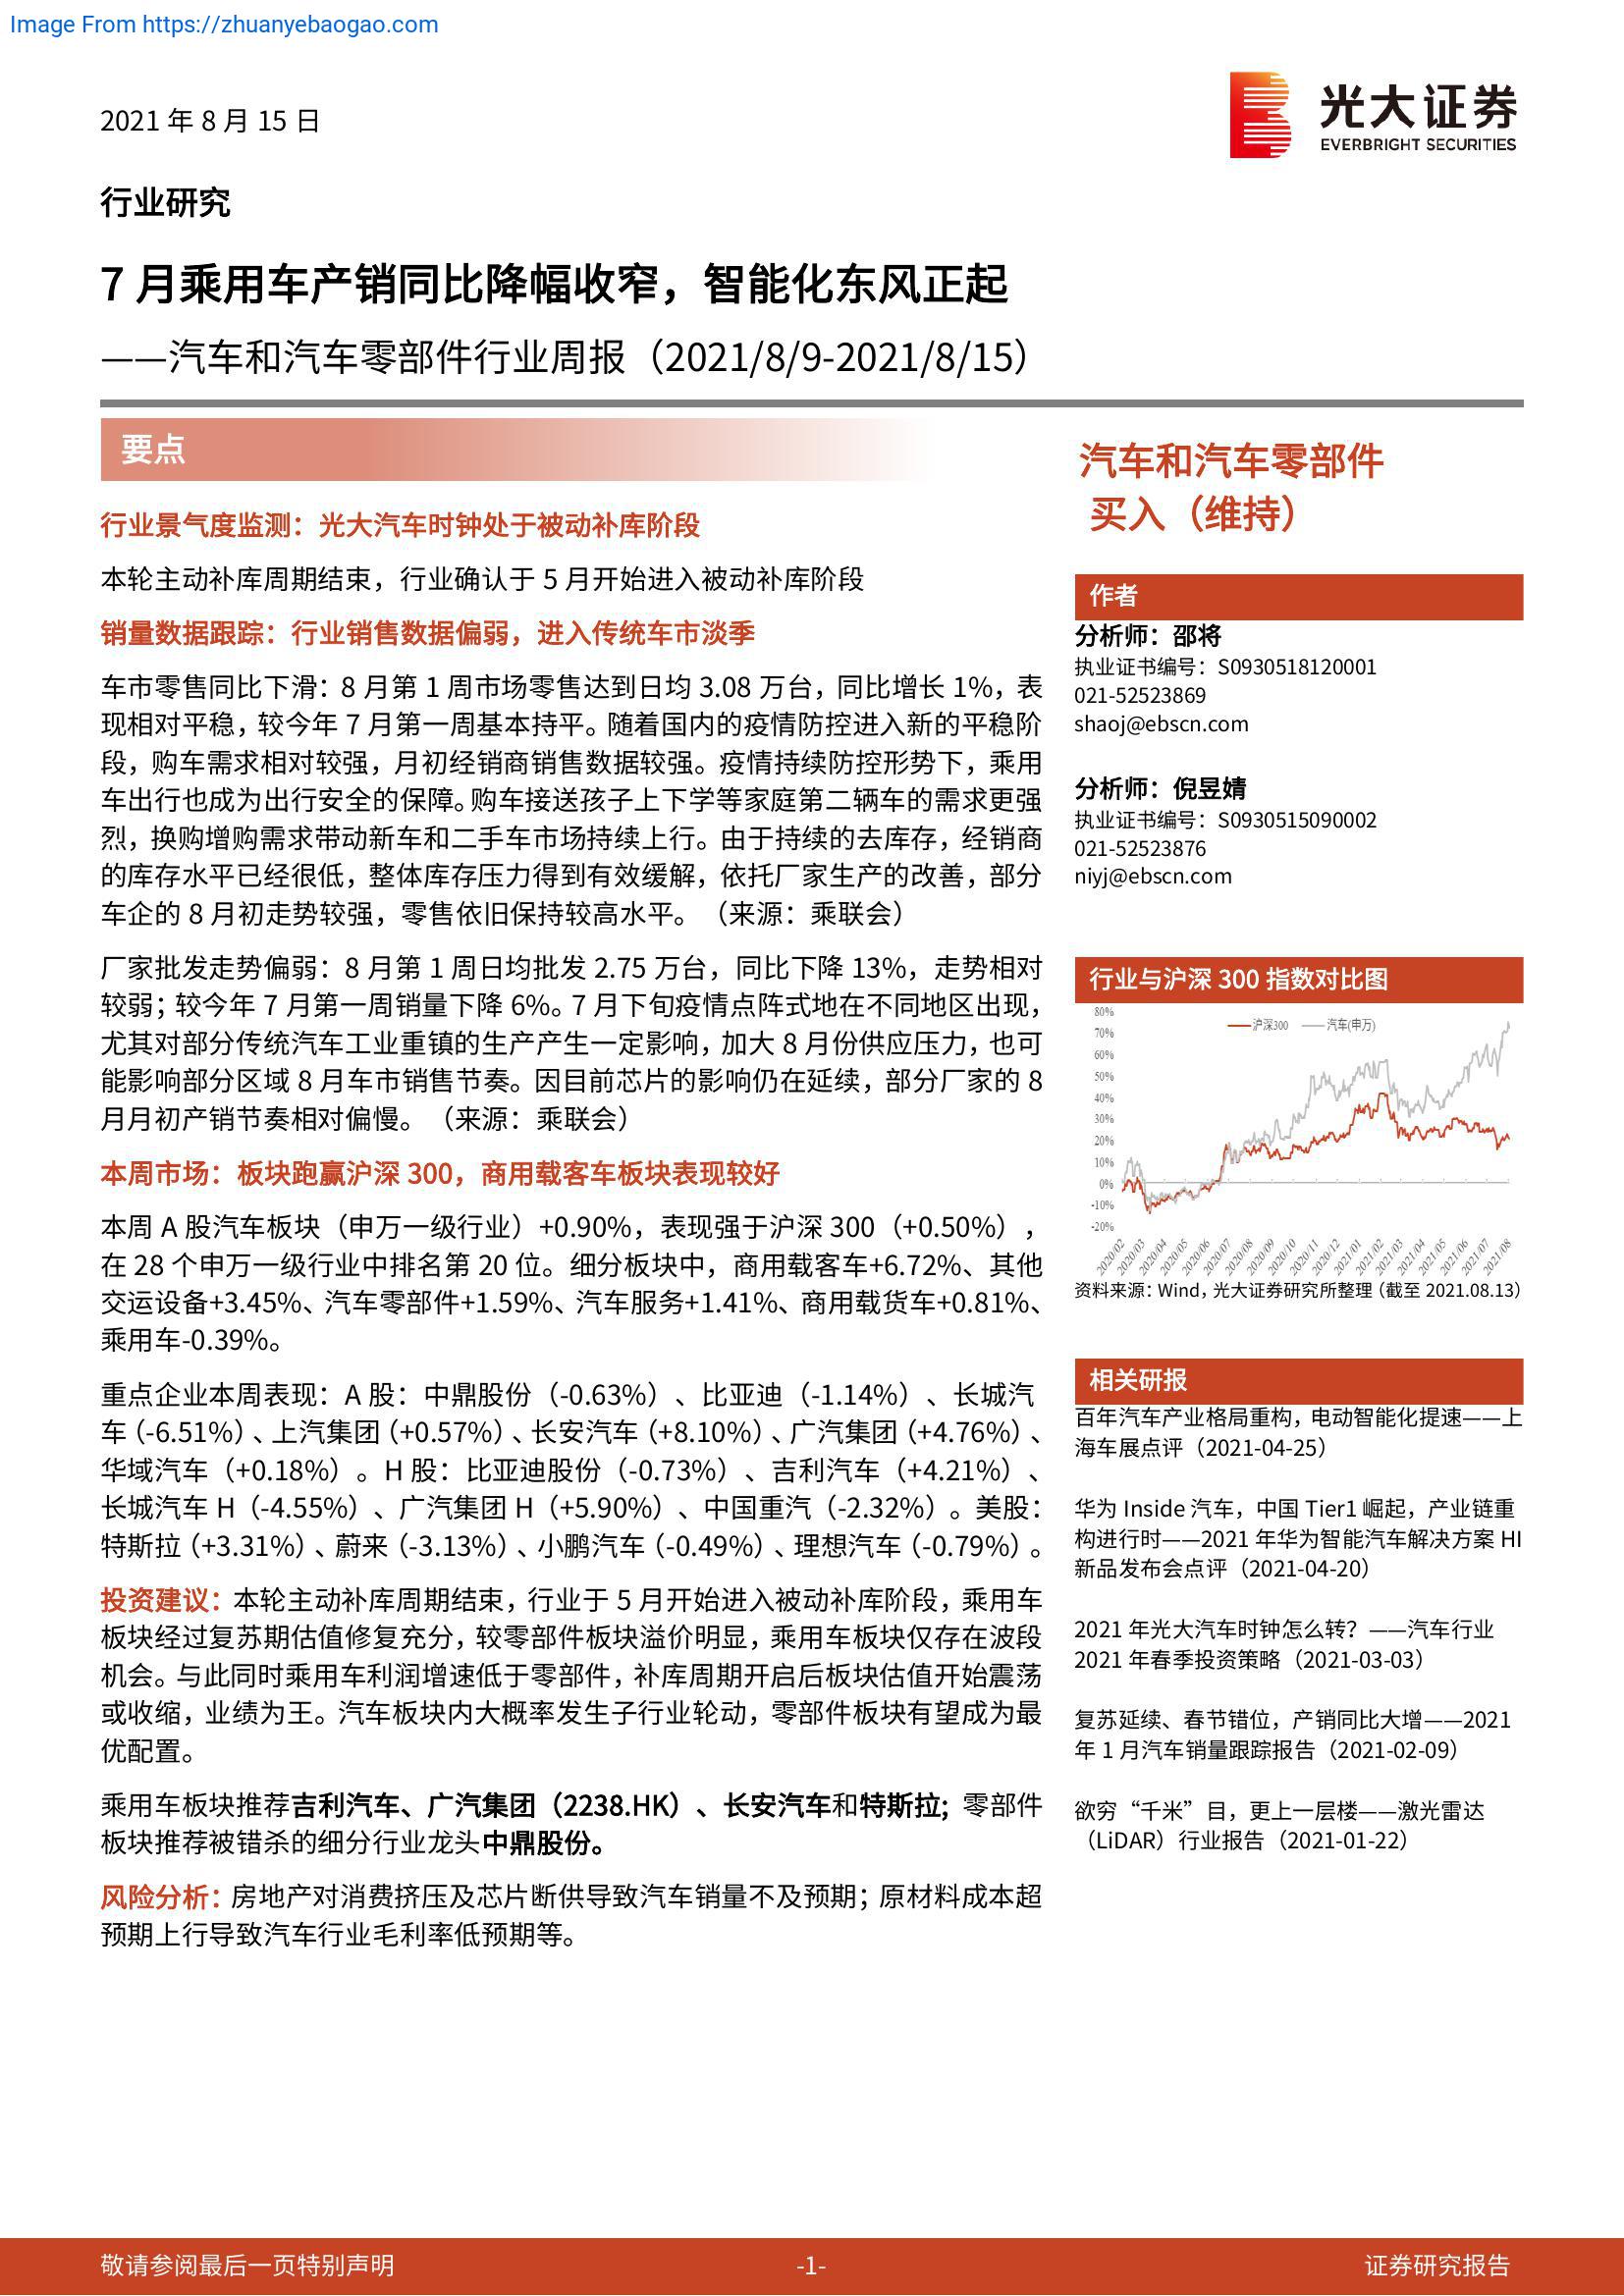 Image From https://zhuanyebaogao.com
2021 年 8 月 15 日
光大证券
EVERBRIGHT SECURITIES
行业研究
7 月乘用车产销同比降幅收窄，智能化东风正起
——汽车和汽车零部件行业周报（2021/8/9-2021/8/15）
要点
行业景气度监测：光大汽车时钟处于被动补库阶段
本轮主动补库周期结束，行业确认于 5 月开始进入被动补库阶段
销量数据跟踪：行业销售数据偏弱，进入传统车市淡季
车市零售同比下滑：8 月第 1 周市场零售达到日均 3.08 万台，同比增长 1%，表
现相对平稳，较今年 7 月第一周基本持平。随着国内的疫情防控进入新的平稳阶
段，购车需求相对较强，月初经销商销售数据较强。疫情持续防控形势下，乘用
车出行也成为出行安全的保障。购车接送孩子上下学等家庭第二辆车的需求更强
烈，换购增购需求带动新车和二手车市场持续上行。由于持续的去库存，经销商
的库存水平已经很低，整体库存压力得到有效缓解，依托厂家生产的改善，部分
车企的 8 月初走势较强，零售依旧保持较高水平。（来源：乘联会）
厂家批发走势偏弱：8 月第 1 周日均批发 2.75 万台，同比下降 13%，走势相对
较弱；较今年 7 月第一周销量下降 6%。7 月下旬疫情点阵式地在不同地区出现，
尤其对部分传统汽车工业重镇的生产产生一定影响，加大 8 月份供应压力，也可
能影响部分区域 8 月车市销售节奏。因目前芯片的影响仍在延续，部分厂家的 8
月月初产销节奏相对偏慢。（来源：乘联会）
本周市场：板块跑赢沪深 300，商用载客车板块表现较好
本周 A 股汽车板块（申万一级行业）+0.90%，表现强于沪深 300（+0.50%），
在 28 个申万一级行业中排名第 20 位。细分板块中，商用载客车+6.72%、其他
交运设备+3.45%、汽车零部件+1.59%、汽车服务+1.41%、商用载货车+0.81%、
乘用车-0.39%。
重点企业本周表现：A 股：中鼎股份（-0.63%）、比亚迪（-1.14%）、长城汽
车（-6.51%）、上汽集团（+0.57%）、长安汽车（+8.10%）、广汽集团（+4.76%）、
华域汽车（+0.18%）。H 股：比亚迪股份（-0.73%）、吉利汽车（+4.21%）、
长城汽车 H（-4.55%）、广汽集团 H（+5.90%）、中国重汽（-2.32%）。美股：
特斯拉（+3.31%）、蔚来（-3.13%）、小鹏汽车（-0.49%）、理想汽车（-0.79%）。
投资建议：本轮主动补库周期结束，行业于 5 月开始进入被动补库阶段，乘用车
板块经过复苏期估值修复充分，较零部件板块溢价明显，乘用车板块仅存在波段
机会。与此同时乘用车利润增速低于零部件，补库周期开启后板块估值开始震荡
或收缩，业绩为王。汽车板块内大概率发生子行业轮动，零部件板块有望成为最
优配置。
乘用车板块推荐吉利汽车、广汽集团（2238.HK）、长安汽车和特斯拉; 零部件
板块推荐被错杀的细分行业龙头中鼎股份。
风险分析：房地产对消费挤压及芯片断供导致汽车销量不及预期；原材料成本超
预期上行导致汽车行业毛利率低预期等。
汽车和汽车零部件
买入（维持）
作者
分析师：邵将
执业证书编号：S0930518120001
021-52523869
shaoj@ebscn.com
分析师：倪昱婧
执业证书编号：S0930515090002
021-52523876
niyj@ebscn.com
行业与沪深 300 指数对比图
沪深300 汽车(申万)
80%
70%
60%
50%
40%
30%
20%
10%
0%
-10%
-20%
2020/02 2020/03 2020/04 2020/05 2020/06 2020/07 2020/08 2020/09 2020/10 2020/11 2020/12 2021/01 2021/02 2021/03 2021/04 2021/05 2021/06 2021/07 2021/08
资料来源：Wind，光大证券研究所整理（截至 2021.08.13）
相关研报
百年汽车产业格局重构，电动智能化提速——上
海车展点评（2021-04-25）
华为 Inside 汽车，中国 Tier1 崛起，产业链重
构进行时——2021 年华为智能汽车解决方案 HI
新品发布会点评（2021-04-20）
2021 年光大汽车时钟怎么转？——汽车行业
2021 年春季投资策略（2021-03-03）
复苏延续、春节错位，产销同比大增——2021
年 1 月汽车销量跟踪报告（2021-02-09）
欲穷“千米”目，更上一层楼——激光雷达
（LiDAR）行业报告（2021-01-22）
敬请参阅最后一页特别声明
-1-
证券研究报告